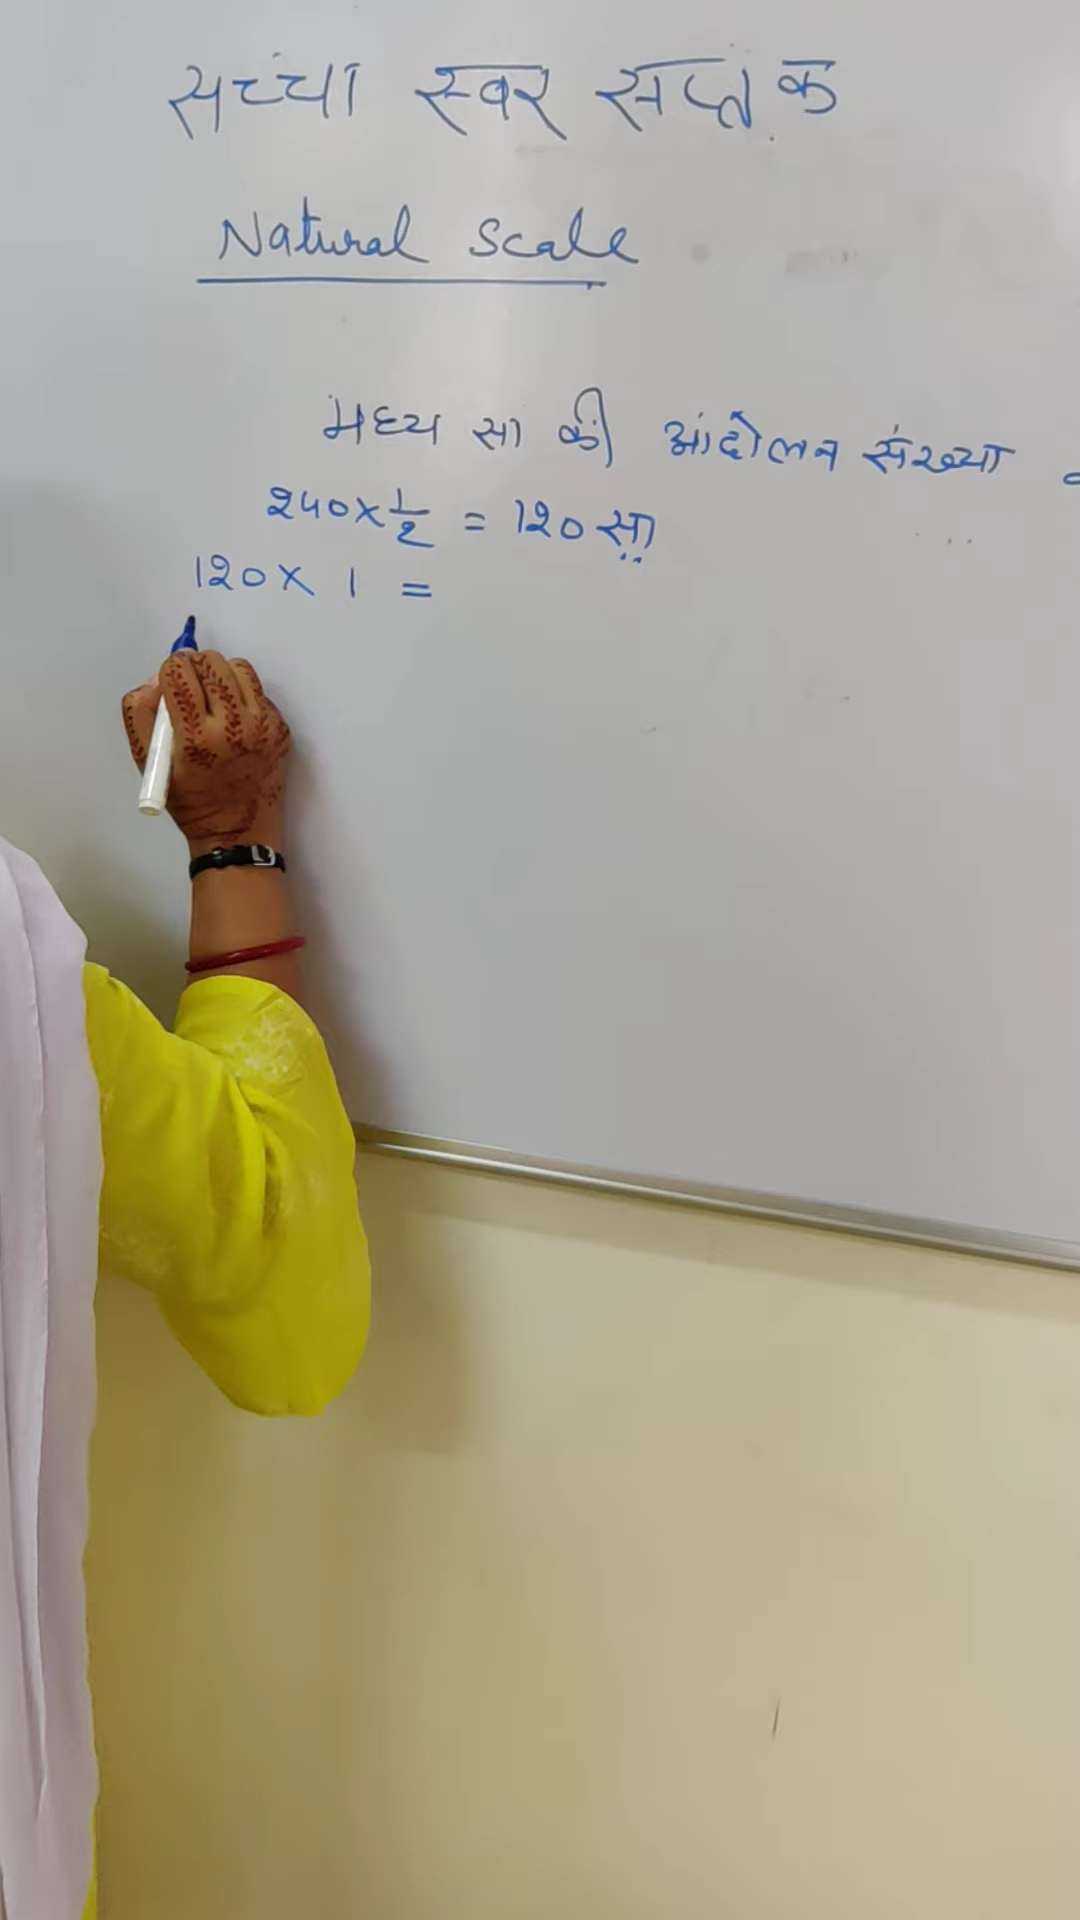 सच्चा स्वर सप्तक
Natural Scale
मध्य सा की आंदोलन संख्या
240 × 1/2 = 120 सा
120 × 1 =